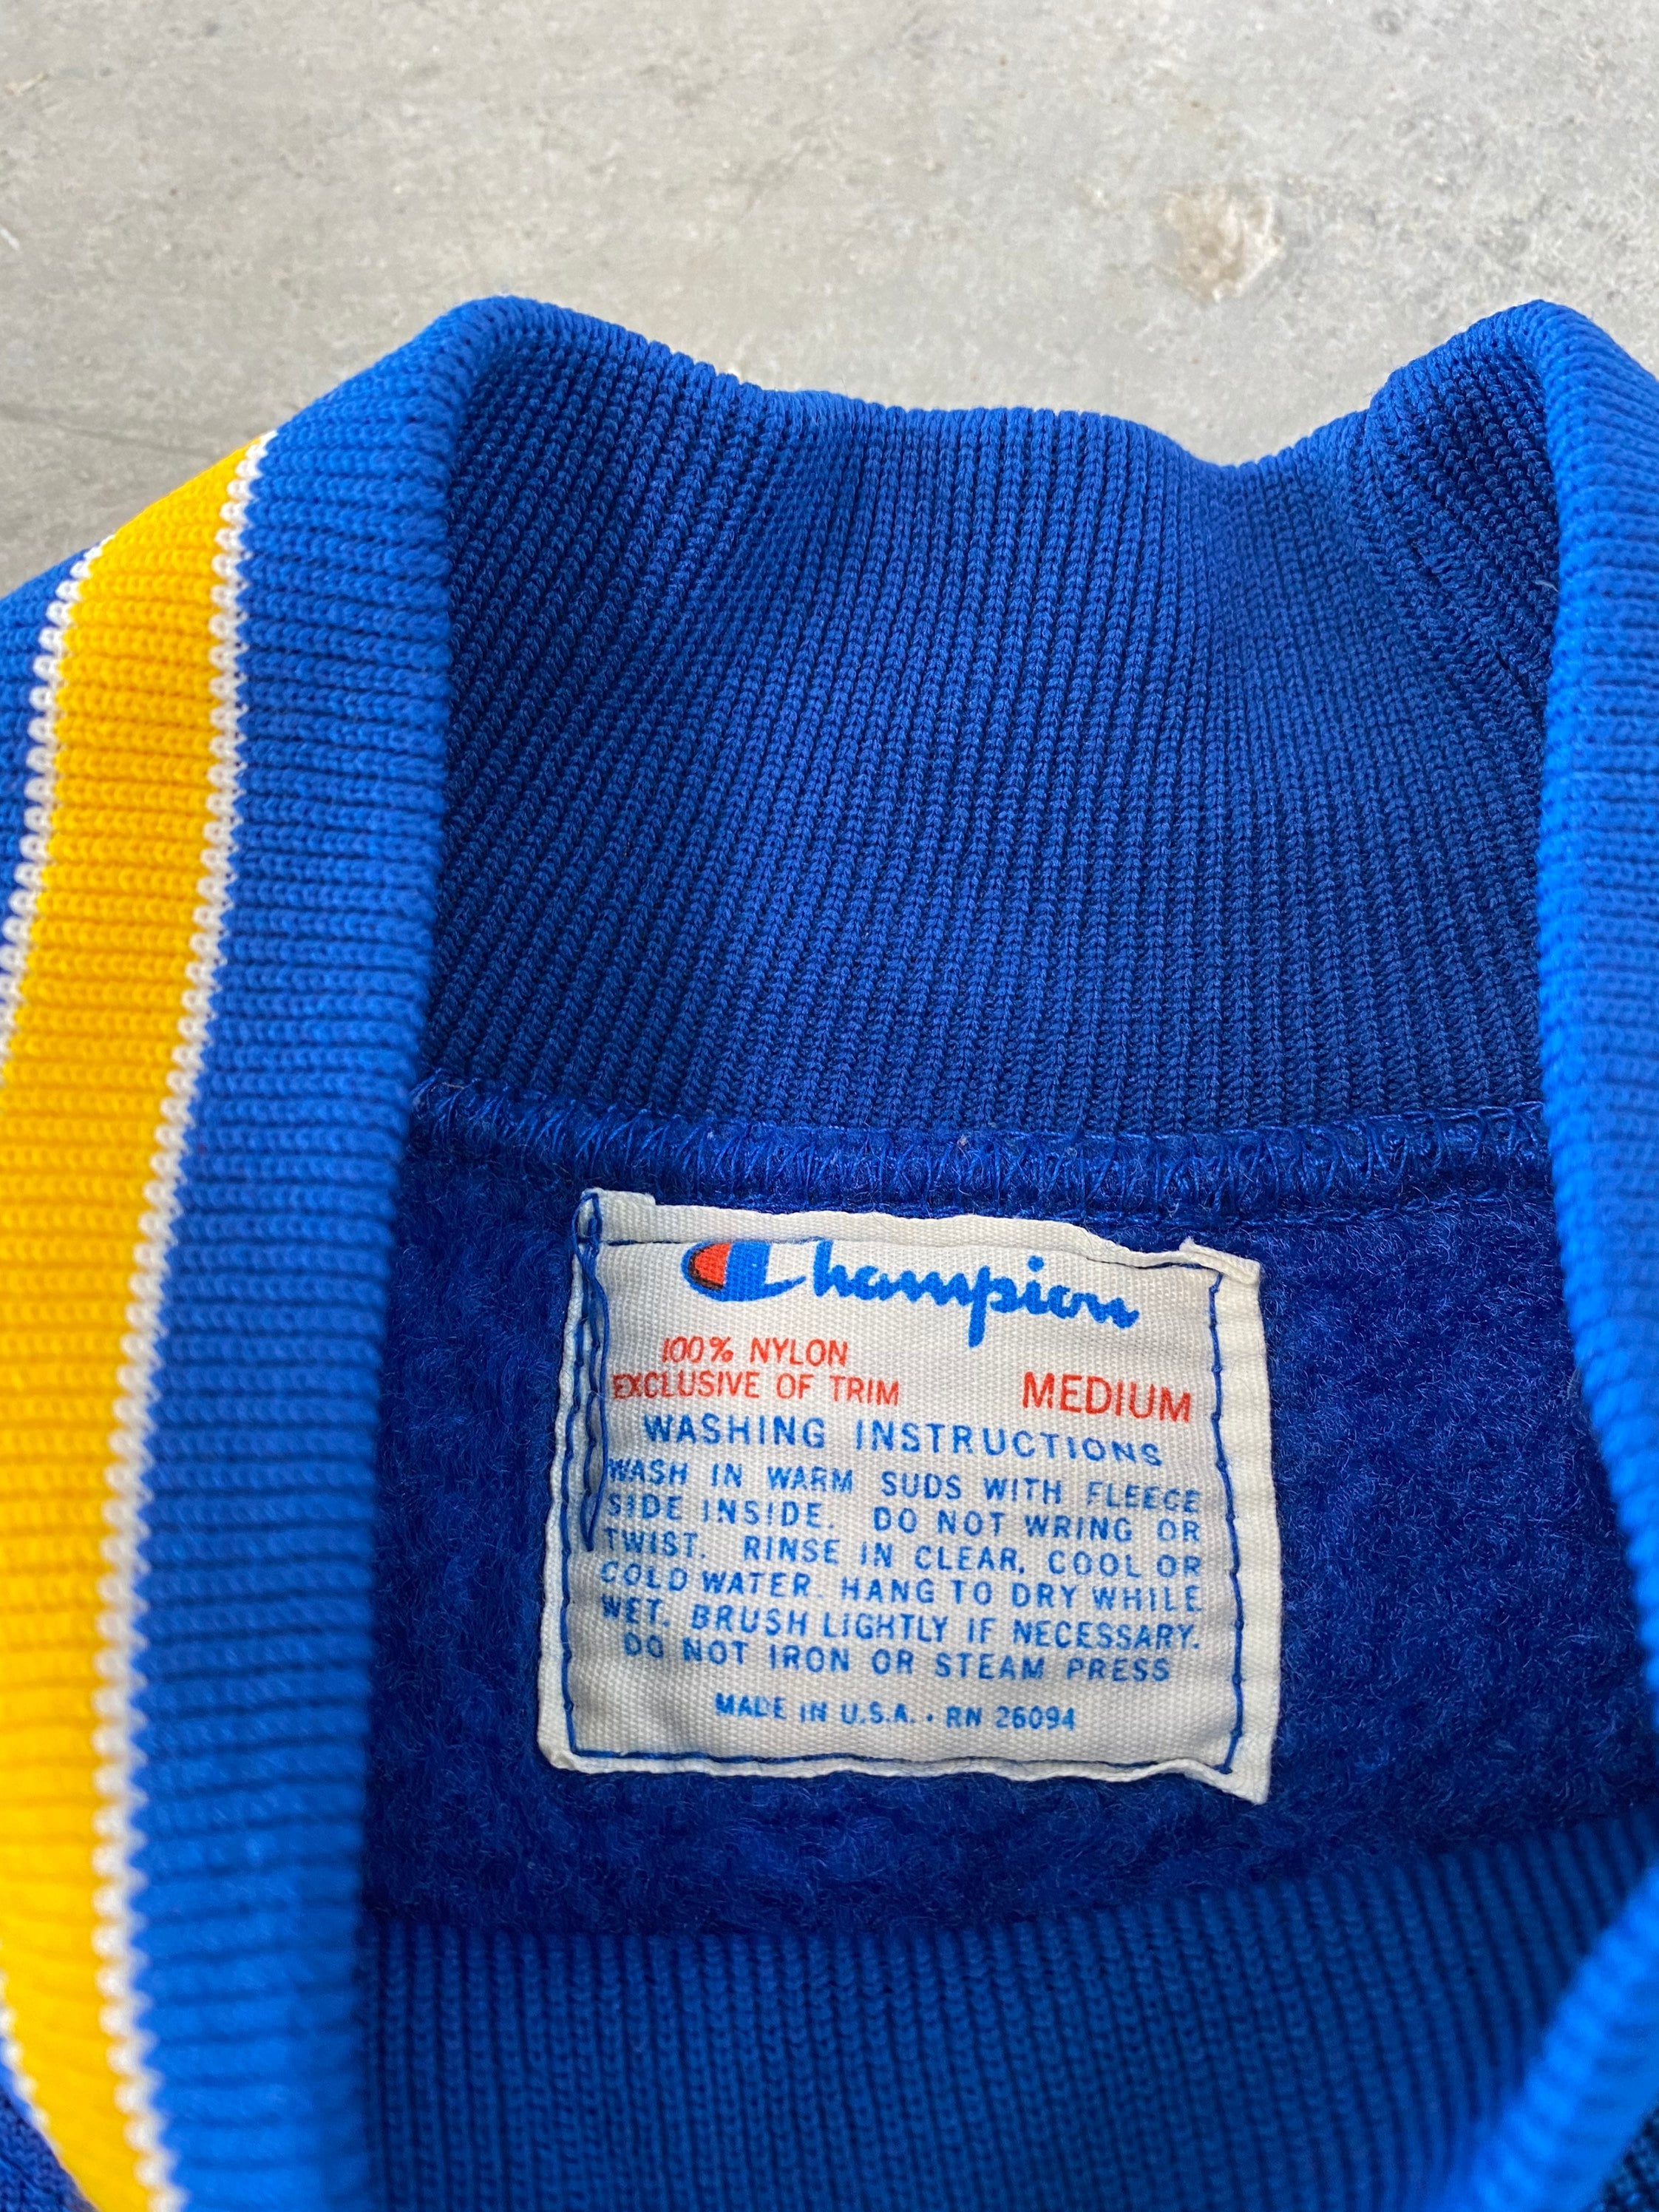 Champion
100% NYLON
EXCLUSIVE OF TRIM MEDIUM
WASHING INSTRUCTIONS
WASH IN WARM SUDS WITH FLEECE
SIDE INSIDE. DO NOT WRING OR
TWIST. RINSE IN CLEAR, COOL OR
COLD WATER. HANG TO DRY WHILE
WET. BRUSH LIGHTLY IF NECESSARY.
DO NOT IRON OR STEAM PRESS
MADE IN U.S.A. • RN 26094